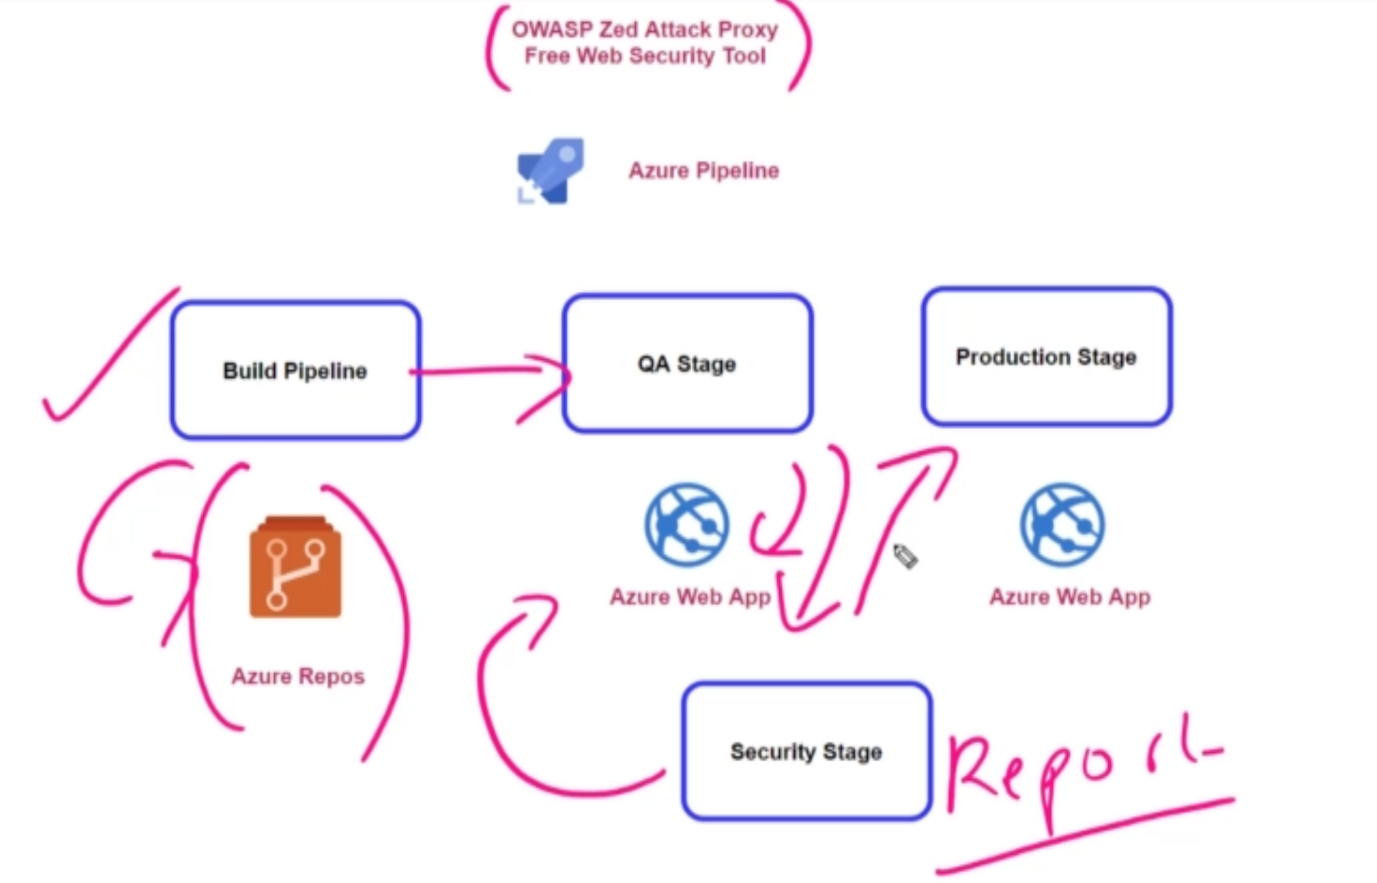 OWASP Zed Attack Proxy
Free Web Security Tool
Azure Pipeline
Build Pipeline
QA Stage
Production Stage
Azure Web App
Azure Web App
Azure Repos
Security Stage
Report